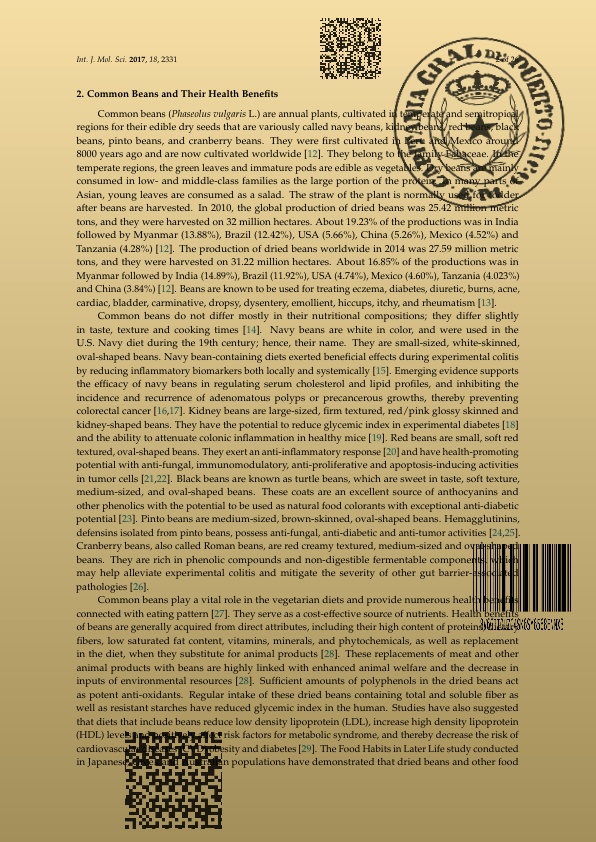 Int. J. Mol. Sci. 2017, 18, 2331
2. Common Beans and Their Health Benefits
Common beans (Phaseolus vulgaris L.) are annual plants, cultivated in temperate and semitropical
regions for their edible dry seeds that are variously called navy beans, kidney beans, red beans, black
beans, pinto beans, and cranberry beans. They were first cultivated in Peru and Mexico around
8000 years ago and are now cultivated worldwide [12]. They belong to the family Fabaceae. In the
temperate regions, the green leaves and immature pods are edible as vegetables. Dry beans are mainly
consumed in low- and middle-class families as the large portion of the protein. In many parts of
Asian, young leaves are consumed as a salad. The straw of the plant is normally used for fodder
after beans are harvested. In 2010, the global production of dried beans was 25.42 million metric
tons, and they were harvested on 32 million hectares. About 19.23% of the productions was in India
followed by Myanmar (13.88%), Brazil (12.42%), USA (5.66%), China (5.26%), Mexico (4.52%) and
Tanzania (4.28%) [12]. The production of dried beans worldwide in 2014 was 27.59 million metric
tons, and they were harvested on 31.22 million hectares. About 16.85% of the productions was in
Myanmar followed by India (14.89%), Brazil (11.92%), USA (4.74%), Mexico (4.60%), Tanzania (4.023%)
and China (3.84%) [12]. Beans are known to be used for treating eczema, diabetes, diuretic, burns, acne,
cardiac, bladder, carminative, dropsy, dysentery, emollient, hiccups, itchy, and rheumatism [13].
Common beans do not differ mostly in their nutritional compositions; they differ slightly
in taste, texture and cooking times [14]. Navy beans are white in color, and were used in the
U.S. Navy diet during the 19th century; hence, their name. They are small-sized, white-skinned,
oval-shaped beans. Navy bean-containing diets exerted beneficial effects during experimental colitis
by reducing inflammatory biomarkers both locally and systemically [15]. Emerging evidence supports
the efficacy of navy beans in regulating serum cholesterol and lipid profiles, and inhibiting the
incidence and recurrence of adenomatous polyps or precancerous growths, thereby preventing
colorectal cancer [16,17]. Kidney beans are large-sized, firm textured, red/pink glossy skinned and
kidney-shaped beans. They have the potential to reduce glycemic index in experimental diabetes [18]
and the ability to attenuate colonic inflammation in healthy mice [19]. Red beans are small, soft red
textured, oval-shaped beans. They exert an anti-inflammatory response [20] and have health-promoting
potential with anti-fungal, immunomodulatory, anti-proliferative and apoptosis-inducing activities
in tumor cells [21,22]. Black beans are known as turtle beans, which are sweet in taste, soft texture,
medium-sized, and oval-shaped beans. These coats are an excellent source of anthocyanins and
other phenolics with the potential to be used as natural food colorants with exceptional anti-diabetic
potential [23]. Pinto beans are medium-sized, brown-skinned, oval-shaped beans. Hemagglutinins,
defensins isolated from pinto beans, possess anti-fungal, anti-diabetic and anti-tumor activities [24,25].
Cranberry beans, also called Roman beans, are red creamy textured, medium-sized and oval-shaped
beans. They are rich in phenolic compounds and non-digestible fermentable components, which
may help alleviate experimental colitis and mitigate the severity of other gut barrier-associated
pathologies [26].
Common beans play a vital role in the vegetarian diets and provide numerous health benefits
connected with eating pattern [27]. They serve as a cost-effective source of nutrients. Health benefits
of beans are generally acquired from direct attributes, including their high content of proteins, dietary
fibers, low saturated fat content, vitamins, minerals, and phytochemicals, as well as replacement
in the diet, when they substitute for animal products [28]. These replacements of meat and other
animal products with beans are highly linked with enhanced animal welfare and the decrease in
inputs of environmental resources [28]. Sufficient amounts of polyphenols in the dried beans act
as potent anti-oxidants. Regular intake of these dried beans containing total and soluble fiber as
well as resistant starches have reduced glycemic index in the human. Studies have also suggested
that diets that include beans reduce low density lipoprotein (LDL), increase high density lipoprotein
(HDL) levels and positively affect risk factors for metabolic syndrome, and thereby decrease the risk of
cardiovascular obesity and diabetes [29]. The Food Habits in Later Life study conducted
in Japanese, and Australian populations have demonstrated that dried beans and other food